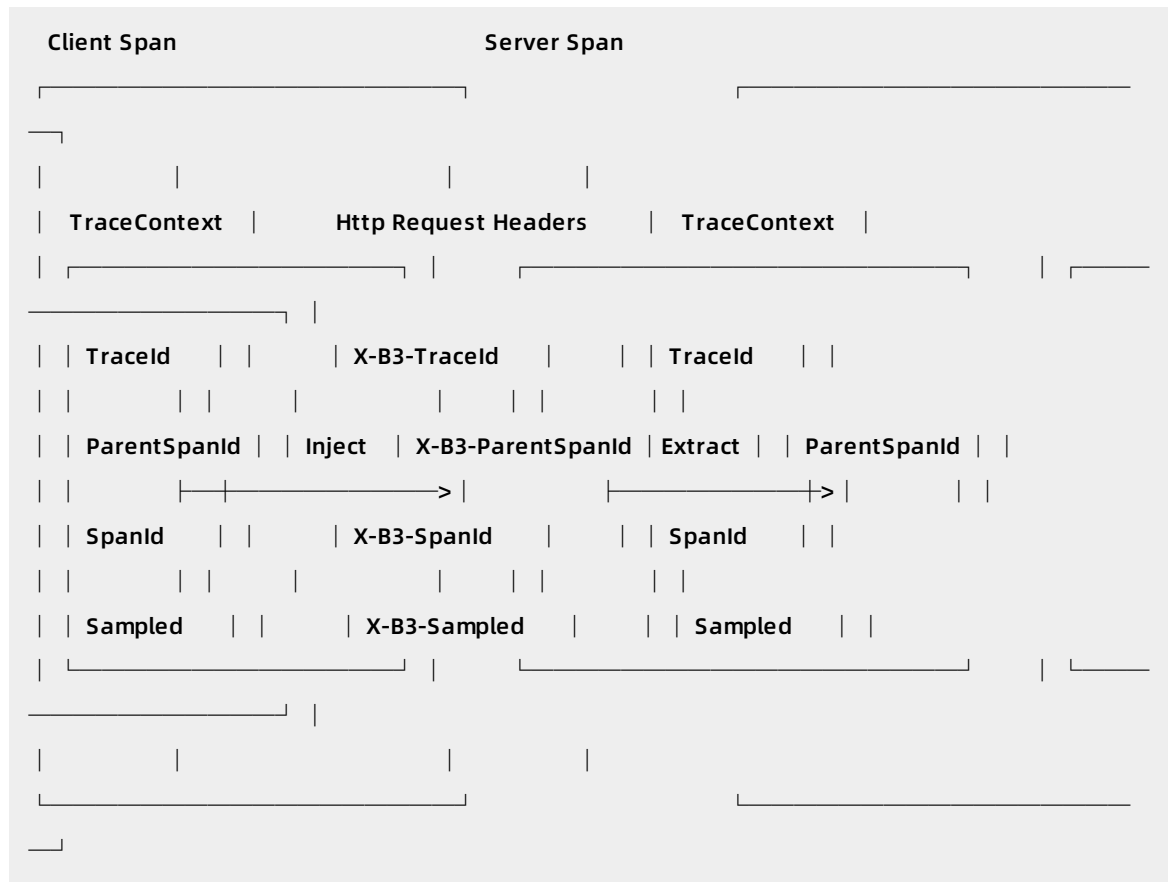 Client Span                                          Server Span
┌──────────────────┐                          ┌─────────────────
─┐
│              │                          │              │
│  TraceContext  │        Http Request Headers      │  TraceContext  │
│ ┌──────────────┐ │      ┌───────────────────┐      │ ┌───
───────────┐ │
│ │ TraceId     │ │        │ X-B3-TraceId     │       │ │ TraceId     │ │
│ │           │ │       │              │      │ │           │ │
│ │ ParentSpanId │ │ Inject  │ X-B3-ParentSpanId │Extract │ │ ParentSpanId │ │
│ │           ├─┼─────────>│              ├────────┼>│           │ │
│ │ SpanId     │ │        │ X-B3-SpanId     │       │ │ SpanId     │ │
│ │           │ │       │              │      │ │           │ │
│ │ Sampled     │ │        │ X-B3-Sampled     │       │ │ Sampled     │ │
│ └──────────────┘ │      └───────────────────┘      │ └───
───────────┘ │
│              │                          │              │
└──────────────────┘                          └─────────────────
─┘